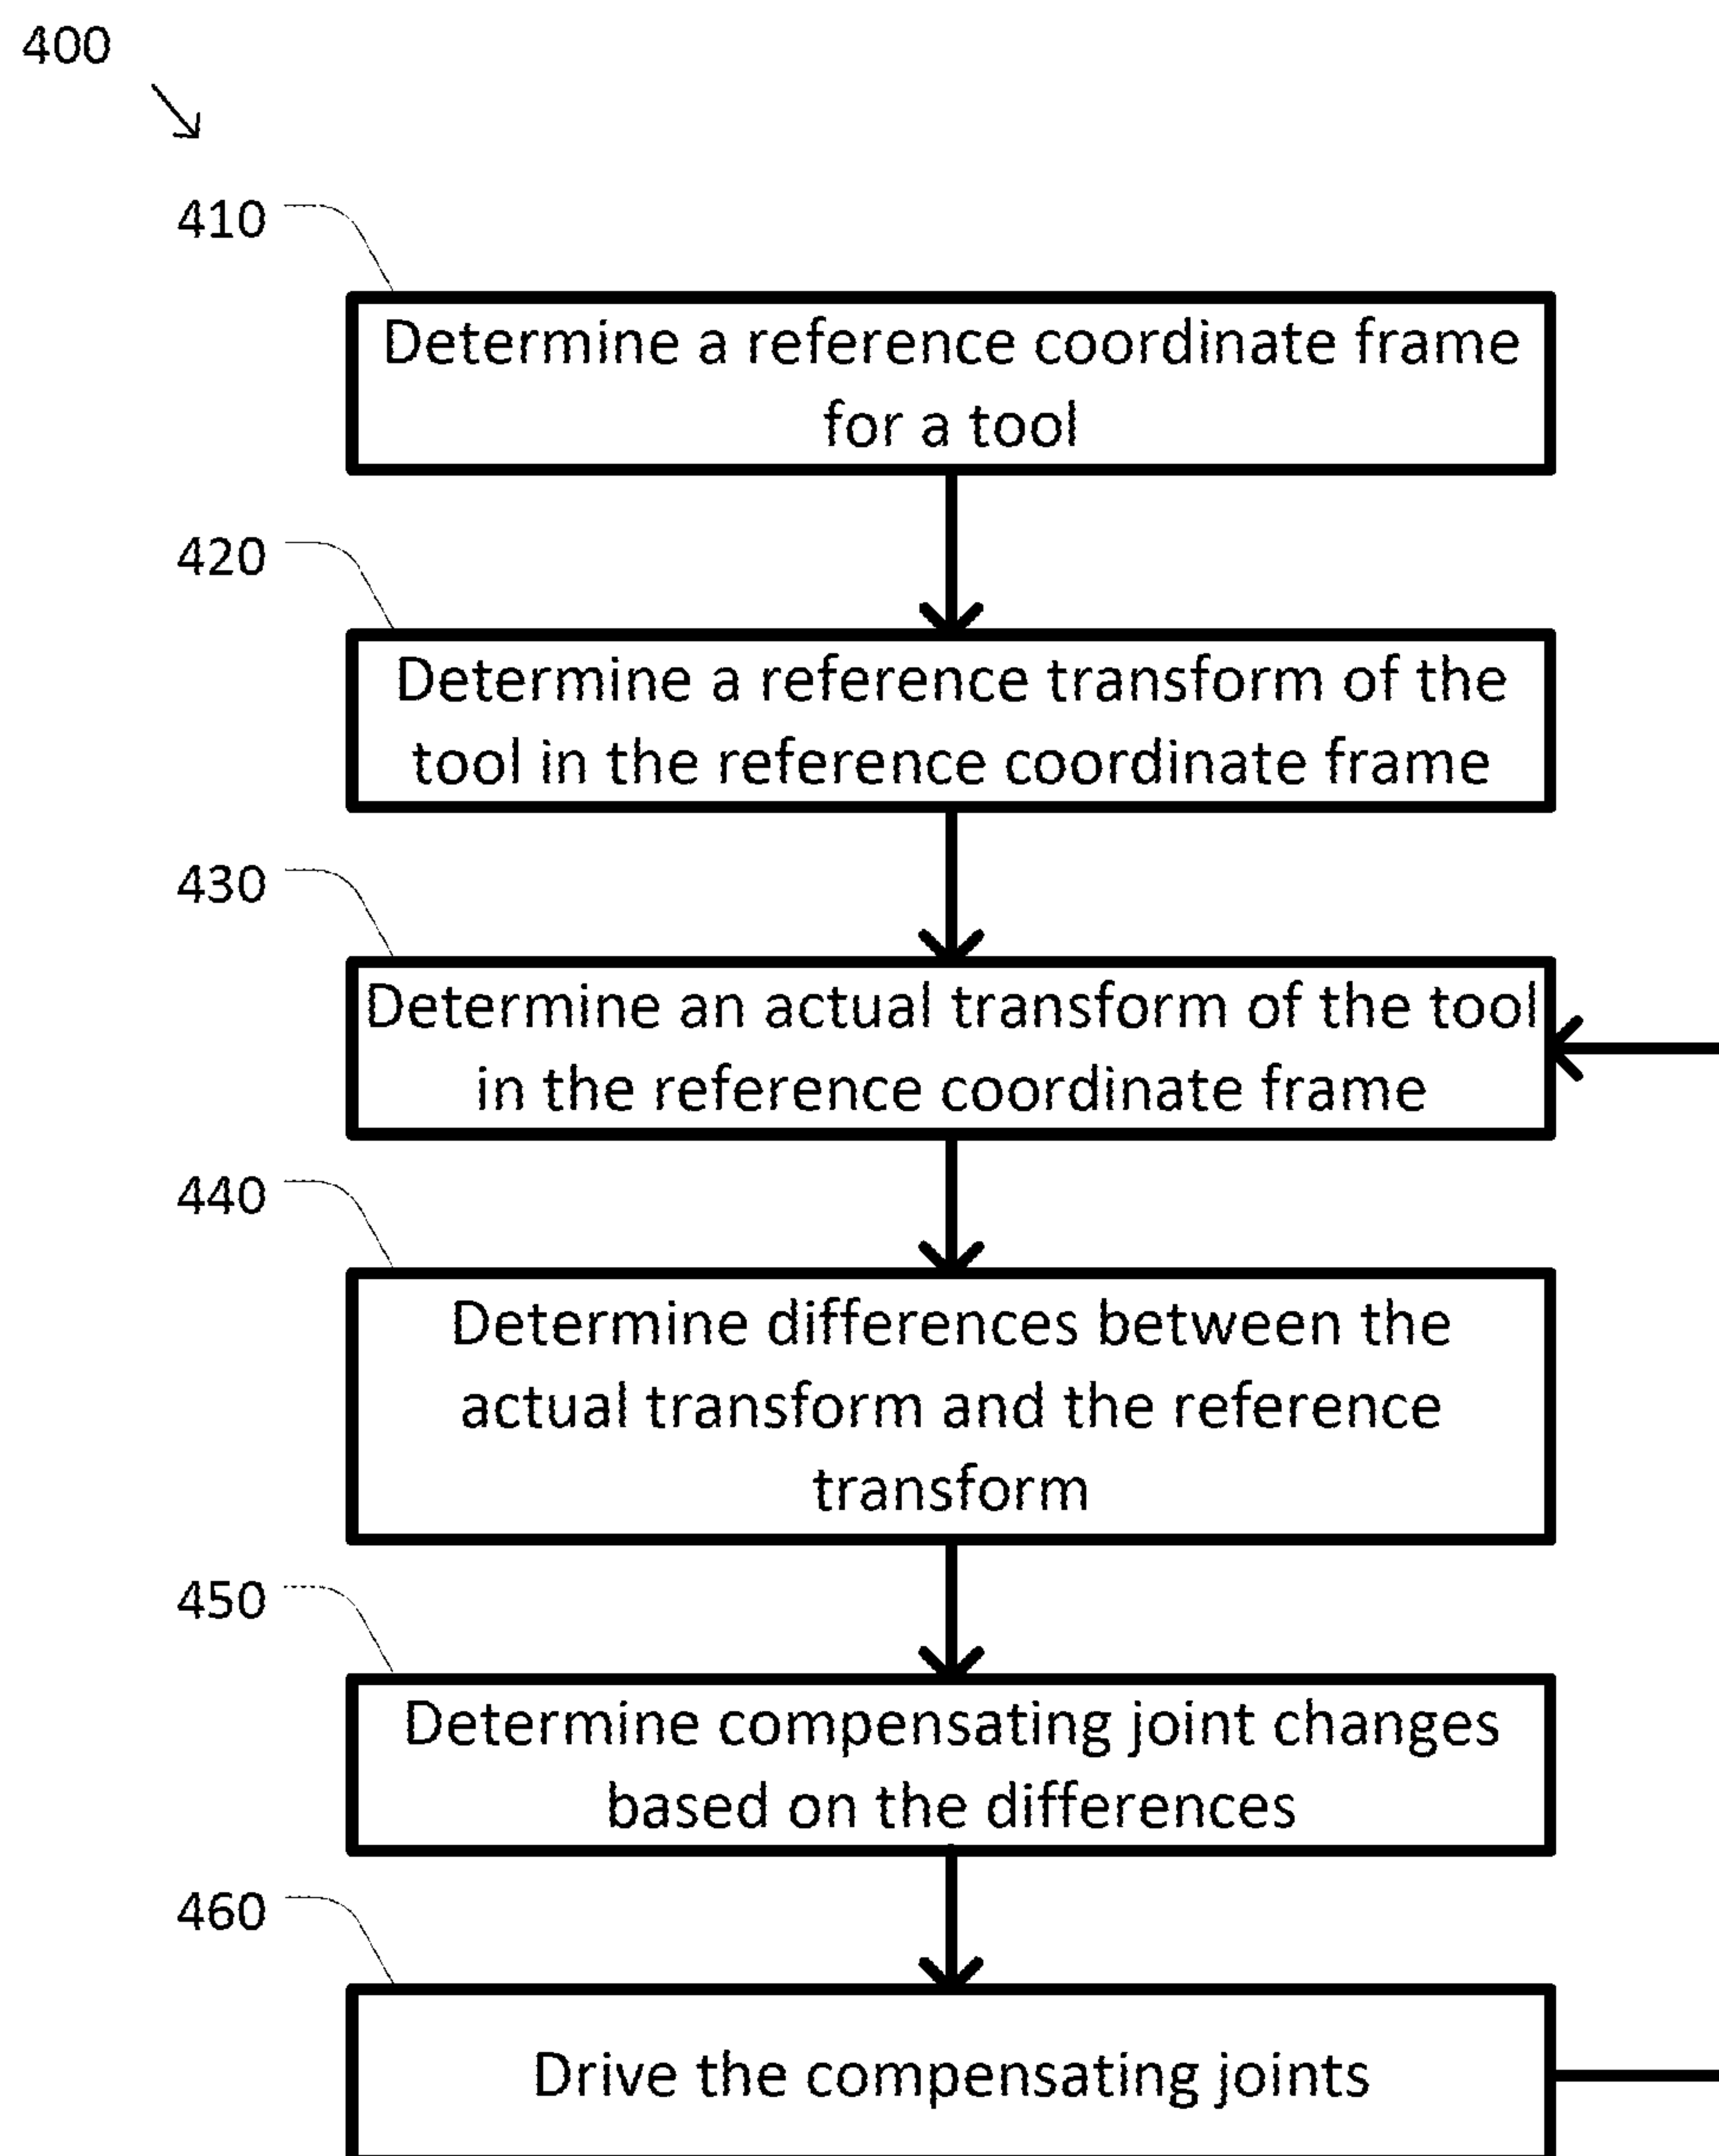 400
410
Determine a reference coordinate frame
for a tool
420
Determine a reference transform of the
tool in the reference coordinate frame
430
Determine an actual transform of the tool
in the reference coordinate frame
440
Determine differences between the
actual transform and the reference
transform
450
Determine compensating joint changes
based on the differences
460
Drive the compensating joints